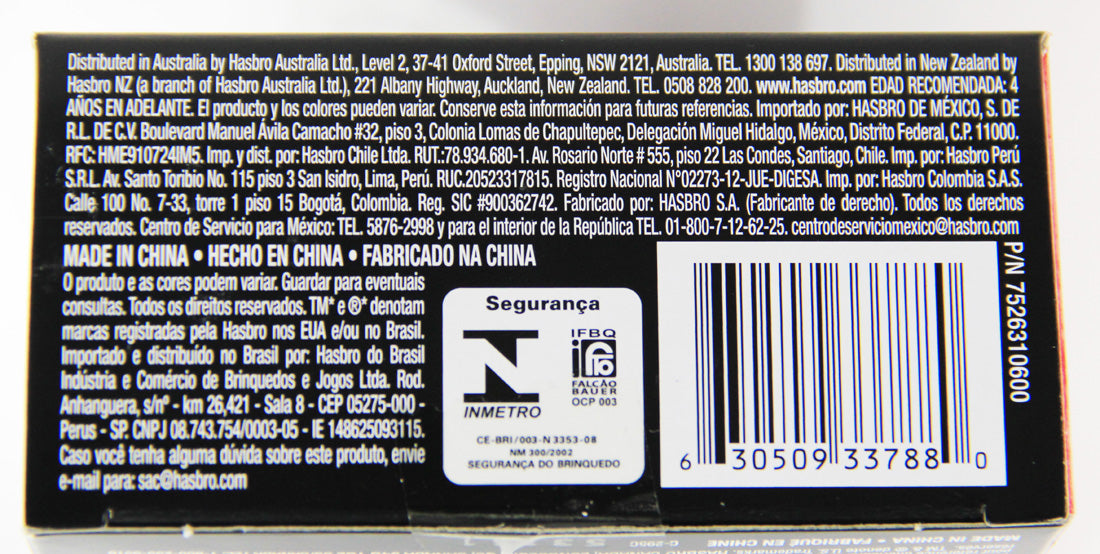 Distributed in Australia by Hasbro Australia Ltd., Level 2, 37-41 Oxford Street, Epping, NSW 2121, Australia. TEL. 1300 138 697. Distributed in New Zealand by
Hasbro NZ (a branch of Hasbro Australia Ltd.), 221 Albany Highway, Auckland, New Zealand. TEL. 0508 828 200. www.hasbro.com EDAD RECOMENDADA: 4
AÑOS EN ADELANTE. El producto y los colores pueden variar. Conserve esta información para futuras referencias. Importado por: HASBRO DE MÉXICO, S. DE
R.L. DE C.V. Boulevard Manuel Ávila Camacho #32, piso 3, Colonia Lomas de Chapultepec, Delegación Miguel Hidalgo, México, Distrito Federal, C.P. 11000.
RFC: HME910724IM5. Imp. y dist. por: Hasbro Chile Ltda. RUT.:78.934.680-1. Av. Rosario Norte # 555, piso 22 Las Condes, Santiago, Chile. Imp. por: Hasbro Perú
S.R.L. Av. Santo Toribio No. 115 piso 3 San Isidro, Lima, Perú. RUC.20523317815. Registro Nacional N°02273-12-JUE-DIGESA. Imp. por: Hasbro Colombia S.A.S.
Calle 100 No. 7-33, torre 1 piso 15 Bogotá, Colombia. Reg. SIC #900362742. Fabricado por: HASBRO S.A. (Fabricante de derecho). Todos los derechos
reservados. Centro de Servicio para México: TEL. 5876-2998 y para el interior de la República TEL. 01-800-7-12-62-25. centrodeserviciomexico@hasbro.com
MADE IN CHINA • HECHO EN CHINA • FABRICADO NA CHINA
O produto e as cores podem variar. Guardar para eventuais
consultas. Todos os direitos reservados. TM* e ®* denotam
marcas registradas pela Hasbro nos EUA e/ou no Brasil.
Importado e distribuído no Brasil por: Hasbro do Brasil
Indústria e Comércio de Brinquedos e Jogos Ltda. Rod.
Anhanguera, s/nº - km 26,421 - Sala 8 - CEP 05275-000 -
Perus - SP. CNPJ 08.743.754/0003-05 - IE 148625093115.
Caso você tenha alguma dúvida sobre este produto, envie
e-mail para: sac@hasbro.com
Segurança
INMETRO
IFBQ
FALCÃO
BAUER
OCP 003
CE-BRI/003-N 3353-08
NM 300/2002
SEGURANÇA DO BRINQUEDO
6 30509 33788 0
P/N 7526310600
MADE IN CHINA • FABRIQUÉ EN CHINE